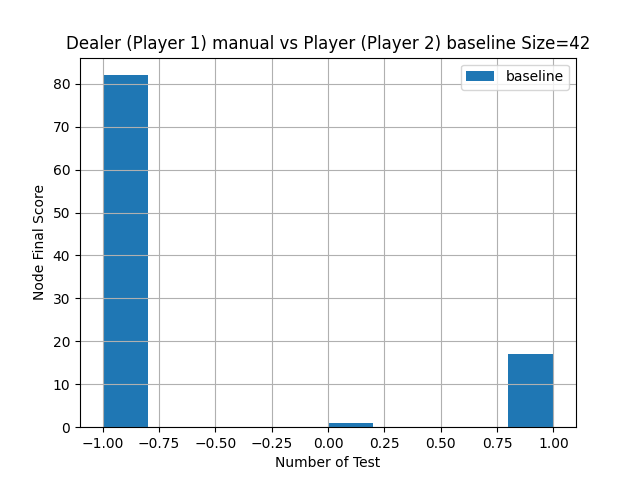 Dealer (Player 1) manual vs Player (Player 2) baseline Size=42
baseline
80
70
60
50
40
30
20
10
0
Node Final Score
−1.00 −0.75 −0.50 −0.25 0.00 0.25 0.50 0.75 1.00
Number of Test